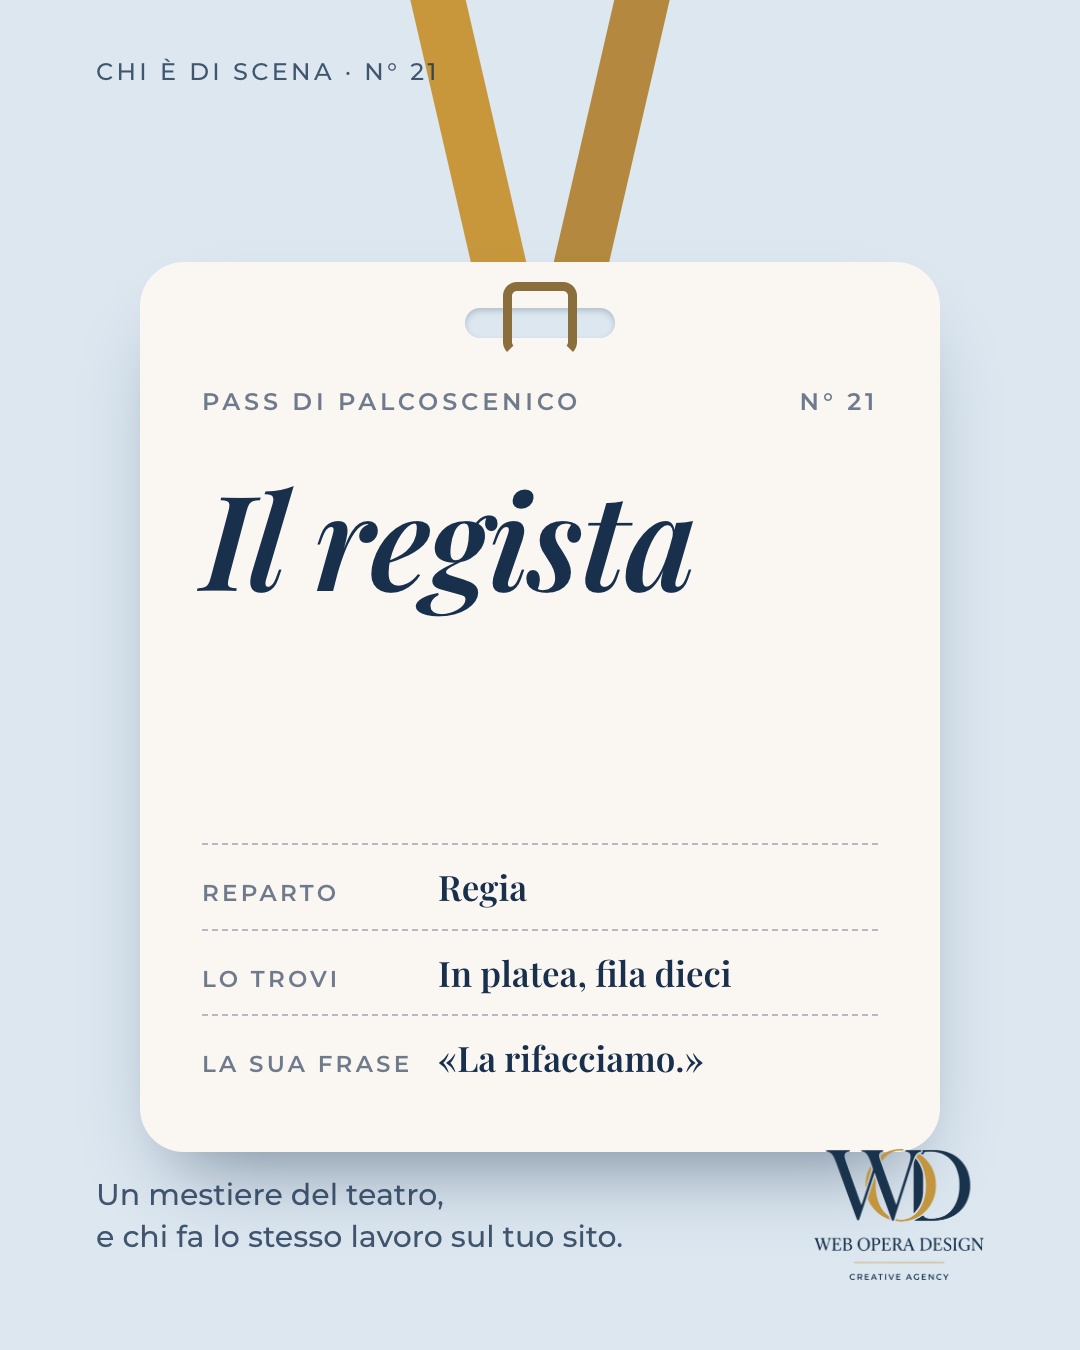 CHI È DI SCENA · N° 21
PASS DI PALCOSCENICO N° 21
Il regista
REPARTO Regia
LO TROVI In platea, fila dieci
LA SUA FRASE «La rifacciamo.»
Un mestiere del teatro,
e chi fa lo stesso lavoro sul tuo sito.
WOD
WEB OPERA DESIGN
CREATIVE AGENCY